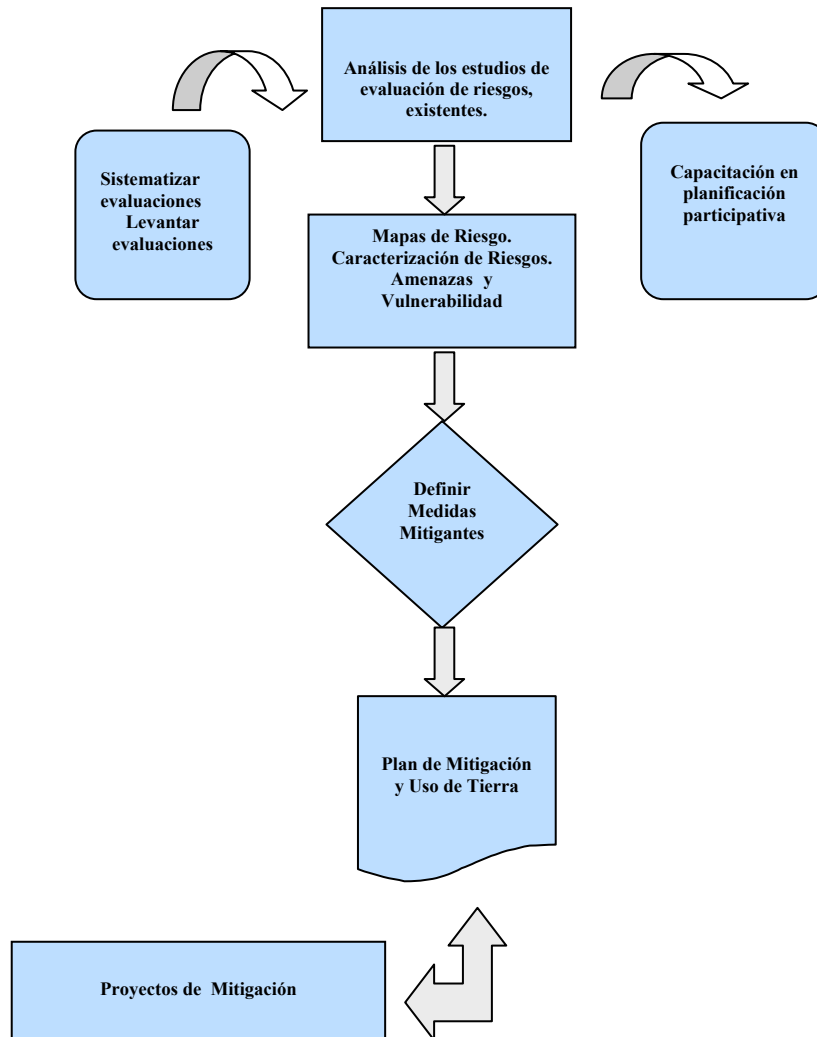 Análisis de los estudios de
evaluación de riesgos,
existentes.
Sistematizar
evaluaciones
Levantar
evaluaciones
Capacitación en
planificación
participativa
Mapas de Riesgo.
Caracterización de Riesgos.
Amenazas y
Vulnerabilidad
Definir
Medidas
Mitigantes
Plan de Mitigación
y Uso de Tierra
Proyectos de Mitigación